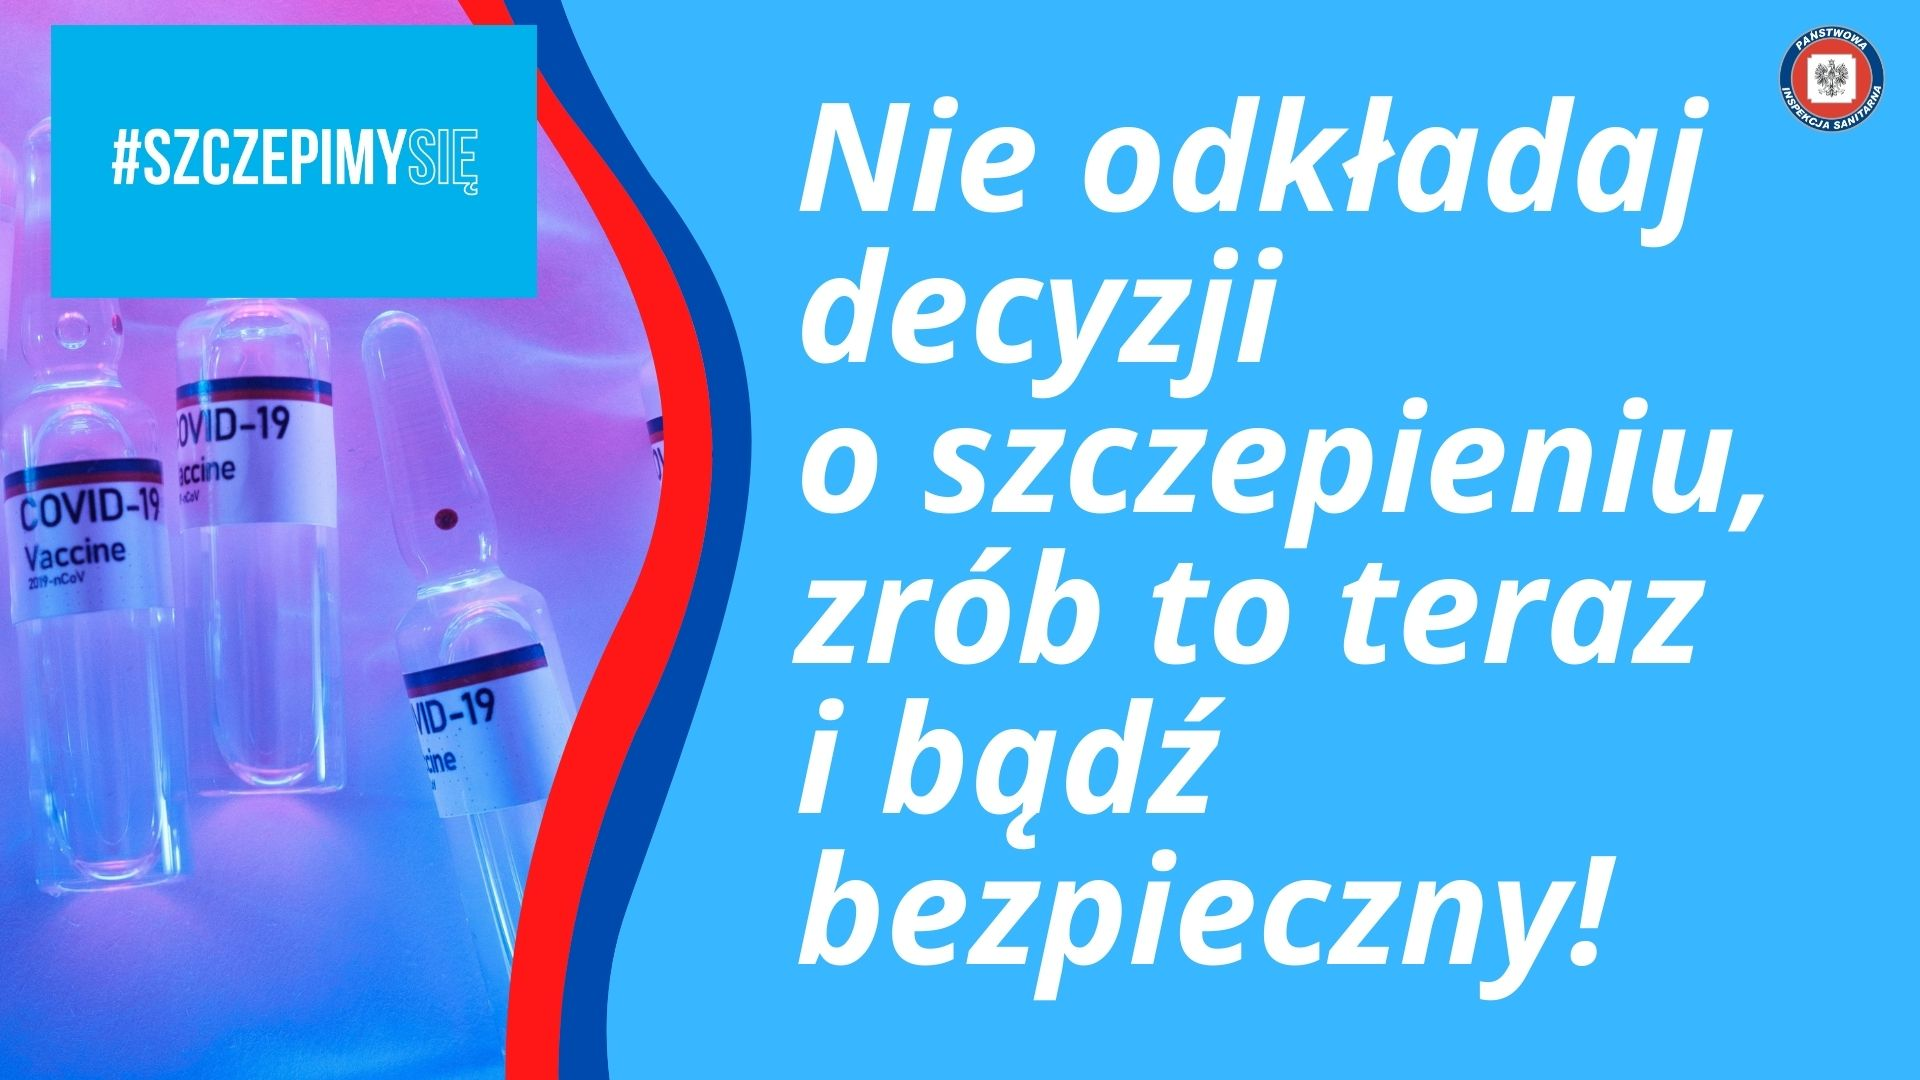 #SZCZEPIMYSIĘ
PAŃSTWOWA
INSPEKCJA SANITARNA
Nie odkładaj
decyzji
o szczepieniu,
zrób to teraz
i bądź
bezpieczny!
OVID-19
accine
-nCoV
COVID-19
Vaccine
2019-nCoV
VID-19
cine